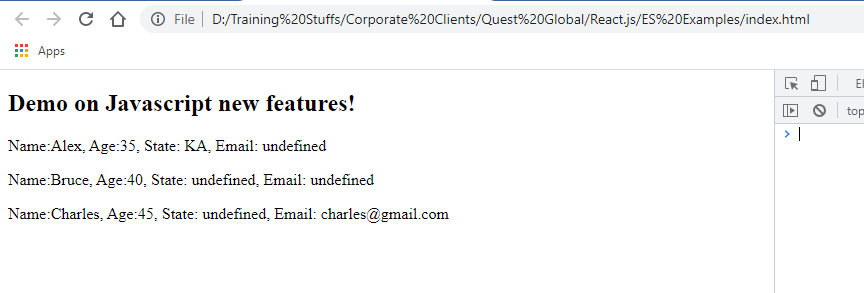 File D:/Training%20Stuffs/Corporate%20Clients/Quest%20Global/React.js/ES%20Examples/index.html
Apps
Demo on Javascript new features!
El
Name:Alex, Age:35, State: KA, Email: undefined
top
Name:Bruce, Age:40, State: undefined, Email: undefined
Name:Charles, Age:45, State: undefined, Email: charles@gmail.com